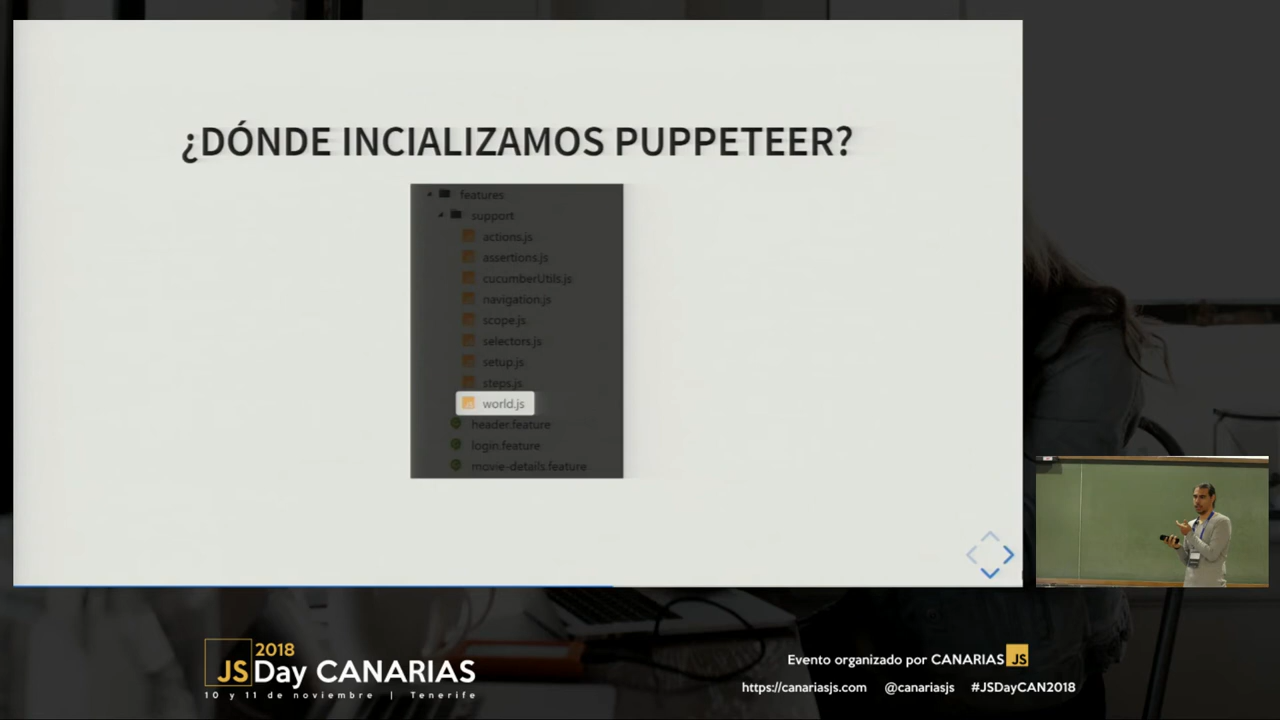 ¿DÓNDE INCIALIZAMOS PUPPETEER?
features
support
actions.js
assertions.js
cucumberUtils.js
navigation.js
scope.js
selectors.js
setup.js
steps.js
world.js
header.feature
login.feature
movie-details.feature
2018
JSDay CANARIAS
10 y 11 de noviembre | Tenerife
Evento organizado por CANARIAS JS
https://canariasjs.com @canariasjs #JSDayCAN2018